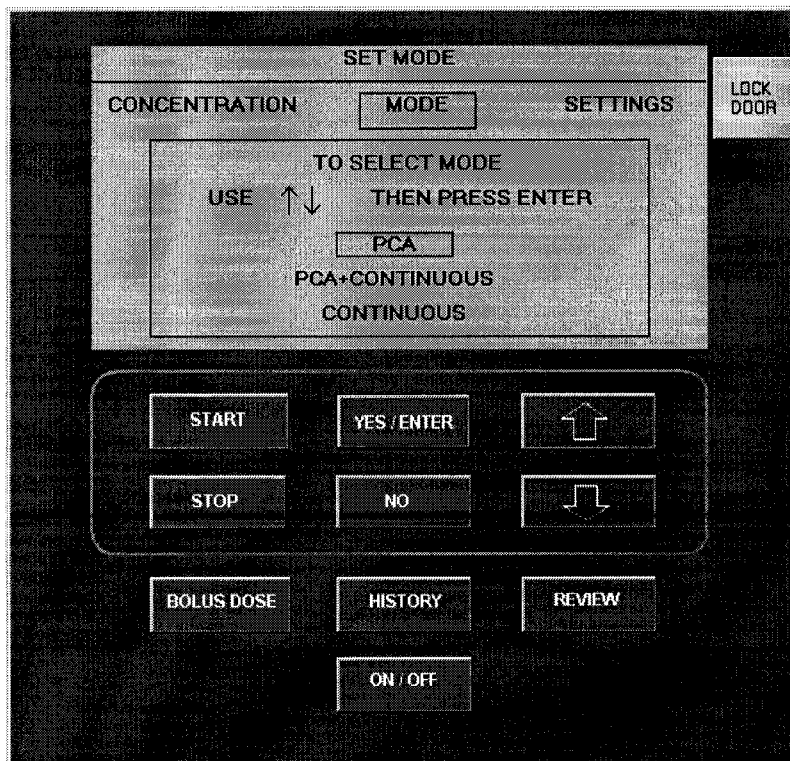 SET MODE
CONCENTRATION MODE SETTINGS
LOCK
DOOR
TO SELECT MODE
USE ↑↓ THEN PRESS ENTER
PCA
PCA+CONTINUOUS
CONTINUOUS
START YES / ENTER
STOP NO
BOLUS DOSE HISTORY REVIEW
ON / OFF